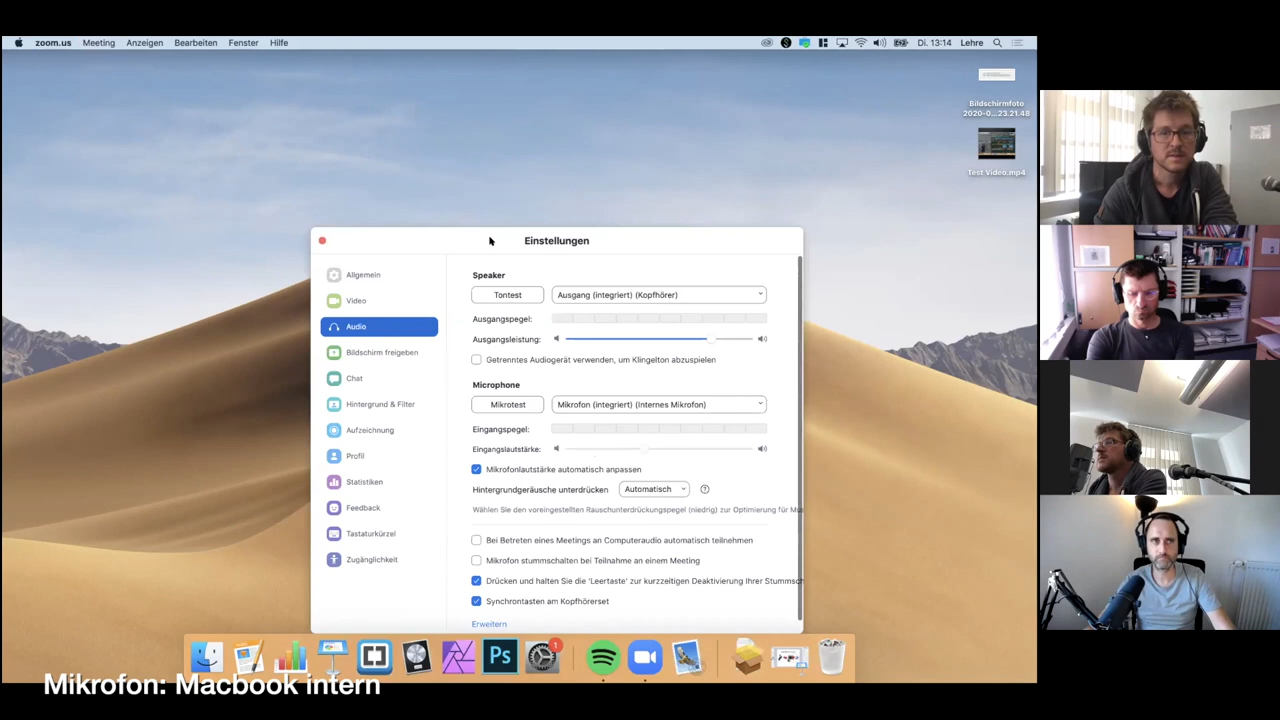 zoom.us Meeting Anzeigen Bearbeiten Fenster Hilfe Di. 13:14 Lehre
Bildschirmfoto
2020-0...23.21.48
Test Video.mp4
Einstellungen
Allgemein
Video
Audio
Bildschirm freigeben
Chat
Hintergrund & Filter
Aufzeichnung
Profil
Statistiken
Feedback
Tastaturkürzel
Zugänglichkeit
Speaker
Tontest Ausgang (integriert) (Kopfhörer)
Ausgangspegel:
Ausgangsleistung:
Getrenntes Audiogerät verwenden, um Klingelton abzuspielen
Microphone
Mikrotest Mikrofon (integriert) (Internes Mikrofon)
Eingangspegel:
Eingangslautstärke:
Mikrofonlautstärke automatisch anpassen
Hintergrundgeräusche unterdrücken Automatisch ?
Wählen Sie den voreingestellten Rauschunterdrückungspegel (niedrig) zur Optimierung für Mu
Bei Betreten eines Meetings an Computeraudio automatisch teilnehmen
Mikrofon stummschalten bei Teilnahme an einem Meeting
Drücken und halten Sie die 'Leertaste' zur kurzzeitigen Deaktivierung Ihrer Stummsch
Synchrontasten am Kopfhörerset
Erweitern
Ps 1
Mikrofon: Macbook intern